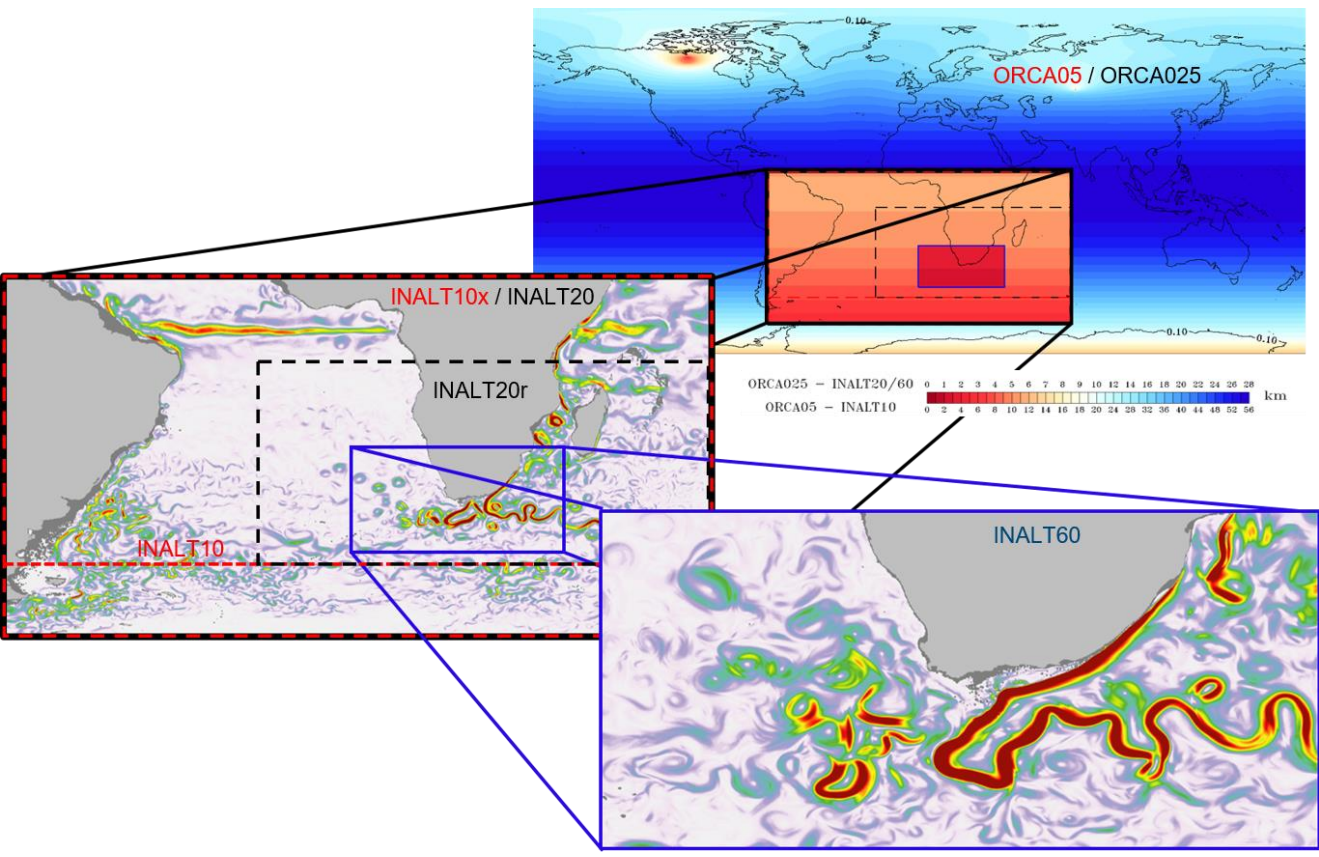 0.10
ORCA05 / ORCA025
0.10
0.10
INALT10x / INALT20
INALT20r
INALT10
ORCA025 - INALT20/60 0 1 2 3 4 5 6 7 8 9 10 12 14 16 18 20 22 24 26 28
km
ORCA05 - INALT10 0 2 4 6 8 10 12 14 16 18 20 24 28 32 36 40 44 48 52 56
INALT60